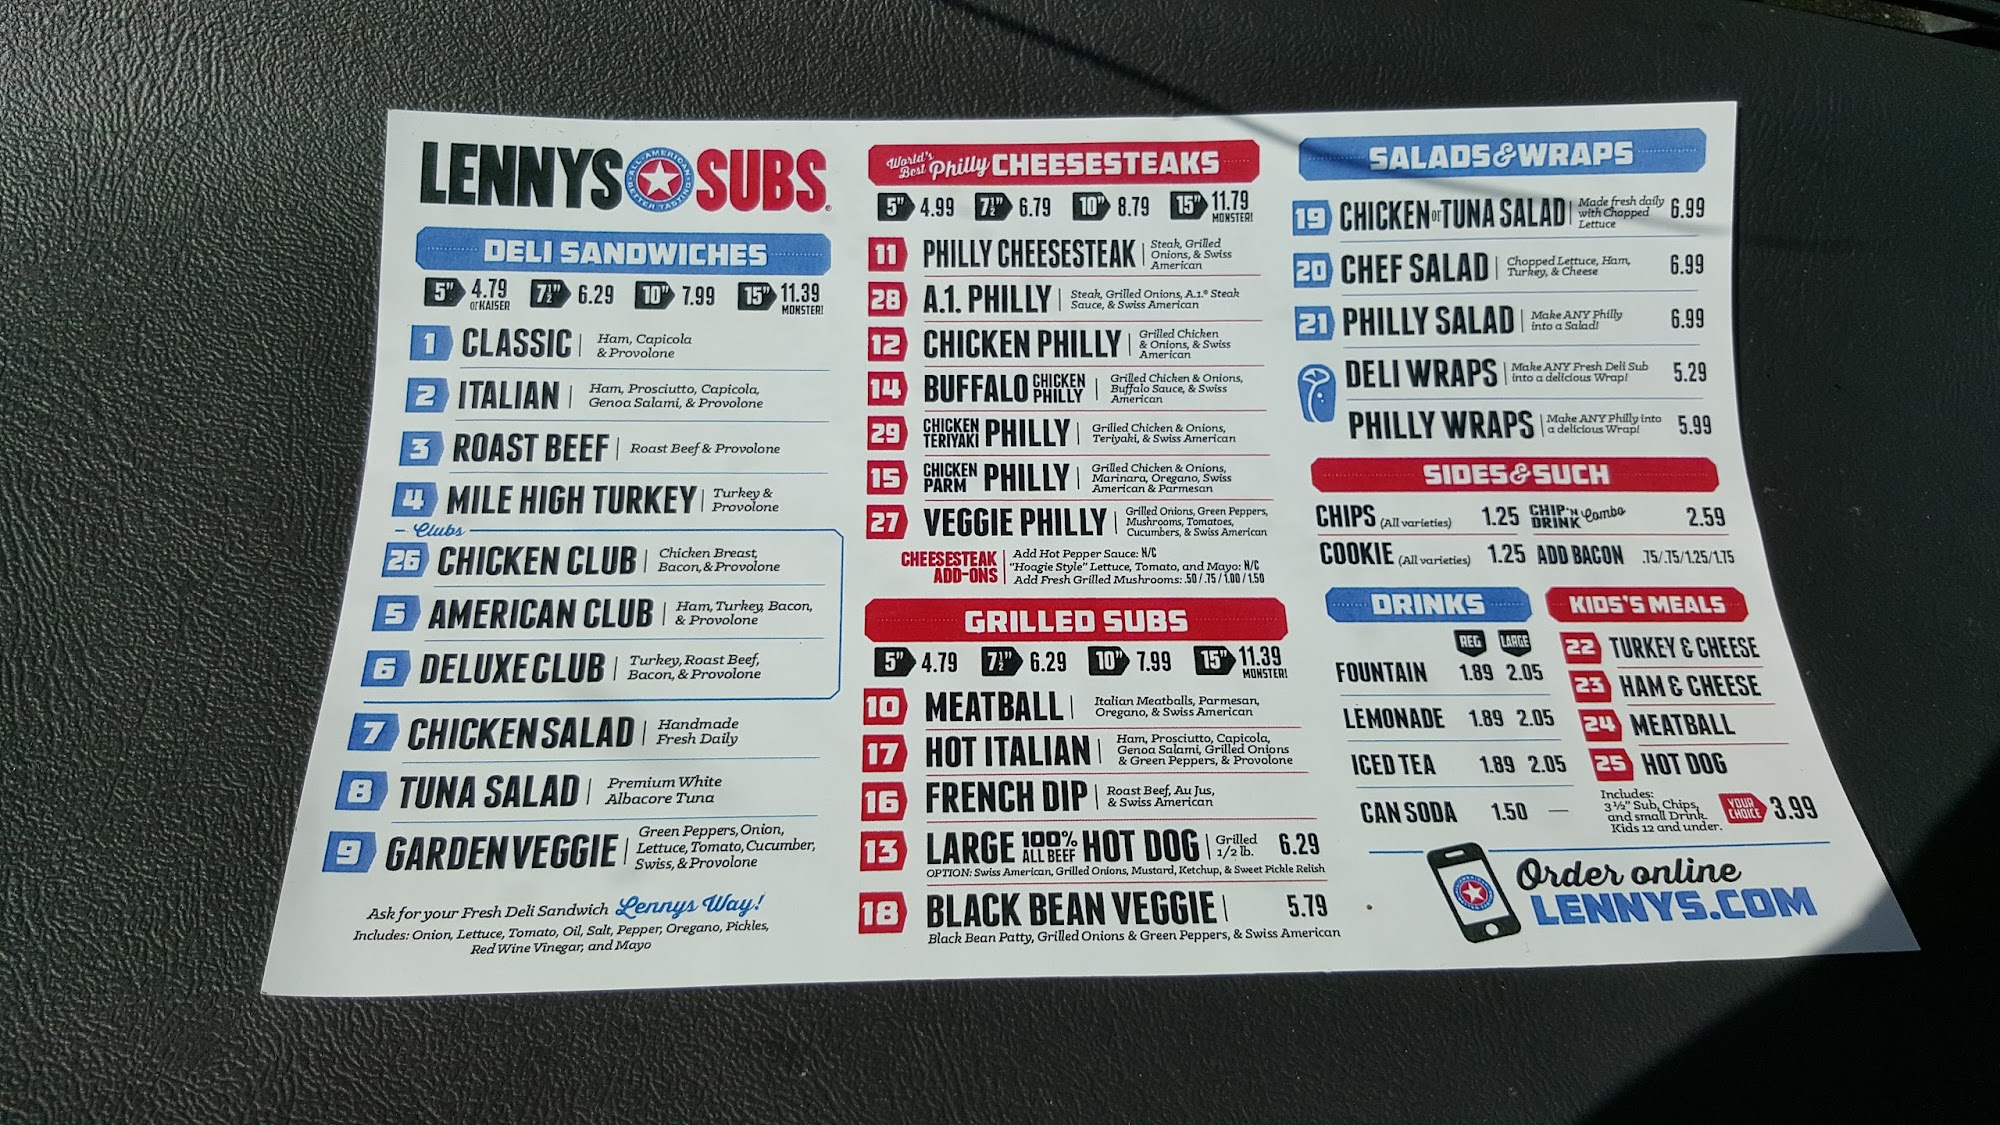 LENNYS SUBS®
ALL-AMERICAN
BETTER TASTING
DELI SANDWICHES
5" 4.79 or KAISER 7½" 6.29 10" 7.99 15" 11.39 MONSTER!
1 CLASSIC | Ham, Capicola
& Provolone
2 ITALIAN | Ham, Prosciutto, Capicola,
Genoa Salami, & Provolone
3 ROAST BEEF | Roast Beef & Provolone
4 MILE HIGH TURKEY | Turkey &
Provolone
Clubs
26 CHICKEN CLUB | Chicken Breast,
Bacon, & Provolone
5 AMERICAN CLUB | Ham, Turkey, Bacon,
& Provolone
6 DELUXE CLUB | Turkey, Roast Beef,
Bacon, & Provolone
7 CHICKEN SALAD | Handmade
Fresh Daily
8 TUNA SALAD | Premium White
Albacore Tuna
9 GARDEN VEGGIE | Green Peppers, Onion,
Lettuce, Tomato, Cucumber,
Swiss, & Provolone
Ask for your Fresh Deli Sandwich Lennys Way!
Includes: Onion, Lettuce, Tomato, Oil, Salt, Pepper, Oregano, Pickles,
Red Wine Vinegar, and Mayo
World's Best Philly CHEESESTEAKS
5" 4.99 7½" 6.79 10" 8.79 15" 11.79 MONSTER!
11 PHILLY CHEESESTEAK | Steak, Grilled
Onions, & Swiss
American
28 A.1. PHILLY | Steak, Grilled Onions, A.1.® Steak
Sauce, & Swiss American
12 CHICKEN PHILLY | Grilled Chicken
& Onions, & Swiss
American
14 BUFFALO CHICKEN PHILLY | Grilled Chicken & Onions,
Buffalo Sauce, & Swiss
American
29 CHICKEN TERIYAKI PHILLY | Grilled Chicken & Onions,
Teriyaki, & Swiss American
15 CHICKEN PARM PHILLY | Grilled Chicken & Onions,
Marinara, Oregano, Swiss
American & Parmesan
27 VEGGIE PHILLY | Grilled Onions, Green Peppers,
Mushrooms, Tomatoes,
Cucumbers, & Swiss American
CHEESESTEAK ADD-ONS | Add Hot Pepper Sauce: N/C
"Hoagie Style" Lettuce, Tomato, and Mayo: N/C
Add Fresh Grilled Mushrooms: .50 / .75 / 1.00 / 1.50
GRILLED SUBS
5" 4.79 7½" 6.29 10" 7.99 15" 11.39 MONSTER!
10 MEATBALL | Italian Meatballs, Parmesan,
Oregano, & Swiss American
17 HOT ITALIAN | Ham, Prosciutto, Capicola,
Genoa Salami, Grilled Onions
& Green Peppers, & Provolone
16 FRENCH DIP | Roast Beef, Au Jus,
& Swiss American
13 LARGE 100% ALL BEEF HOT DOG | Grilled 1/2 lb. 6.29
OPTION: Swiss American, Grilled Onions, Mustard, Ketchup, & Sweet Pickle Relish
18 BLACK BEAN VEGGIE | 5.79
Black Bean Patty, Grilled Onions & Green Peppers, & Swiss American
SALADS & WRAPS
19 CHICKEN or TUNA SALAD | Made fresh daily
with Chopped
Lettuce 6.99
20 CHEF SALAD | Chopped Lettuce, Ham,
Turkey, & Cheese 6.99
21 PHILLY SALAD | Make ANY Philly
into a Salad! 6.99
DELI WRAPS | Make ANY Fresh Deli Sub
into a delicious Wrap! 5.29
PHILLY WRAPS | Make ANY Philly into
a delicious Wrap! 5.99
SIDES & SUCH
CHIPS (All varieties) 1.25 CHIP 'N DRINK Combo 2.59
COOKIE (All varieties) 1.25 ADD BACON .75/.75/1.25/1.75
DRINKS
REG LARGE
FOUNTAIN 1.89 2.05
LEMONADE 1.89 2.05
ICED TEA 1.89 2.05
CAN SODA 1.50 —
KIDS'S MEALS
22 TURKEY & CHEESE
23 HAM & CHEESE
24 MEATBALL
25 HOT DOG
Includes:
3 ½" Sub, Chips,
and small Drink.
Kids 12 and under.
YOUR CHOICE 3.99
Order online
LENNYS.COM